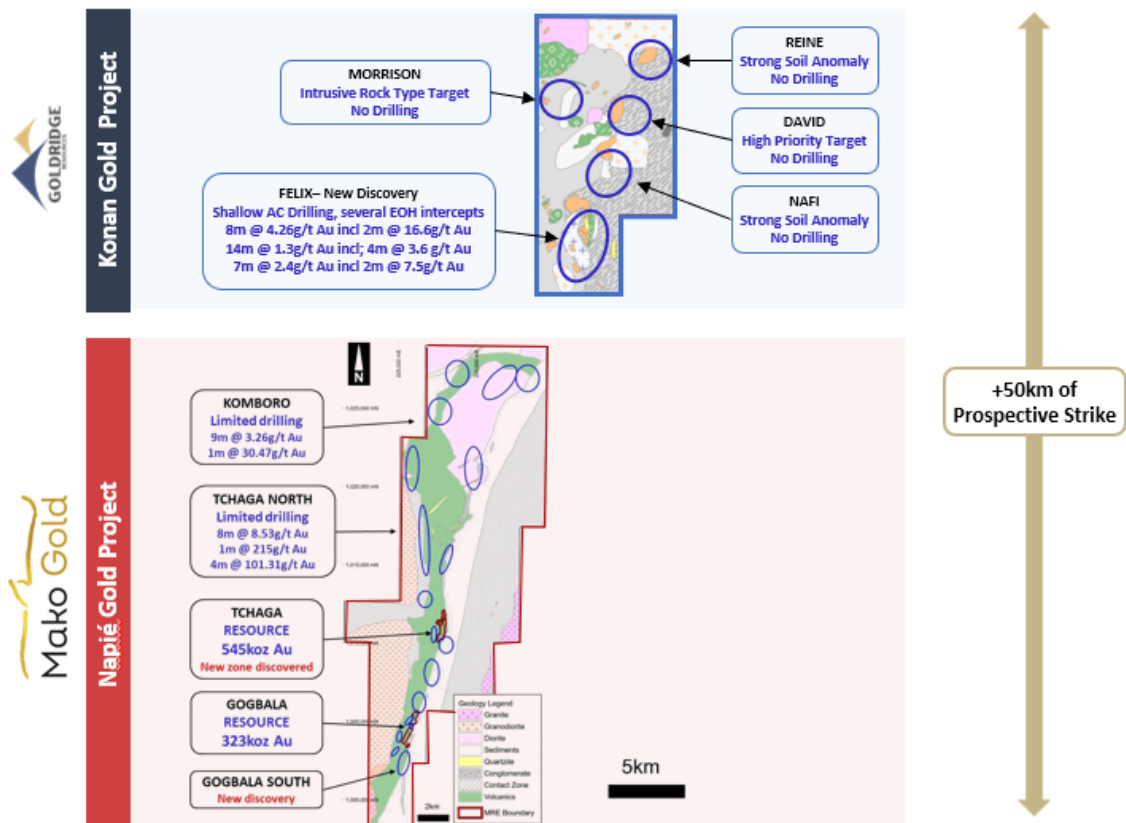 Konan Gold Project
GOLDRIDGE
RESOURCES
MORRISON
Intrusive Rock Type Target
No Drilling
FELIX– New Discovery
Shallow AC Drilling, several EOH intercepts
8m @ 4.26g/t Au incl 2m @ 16.6g/t Au
14m @ 1.3g/t Au incl; 4m @ 3.6 g/t Au
7m @ 2.4g/t Au incl 2m @ 7.5g/t Au
REINE
Strong Soil Anomaly
No Drilling
DAVID
High Priority Target
No Drilling
NAFI
Strong Soil Anomaly
No Drilling
+50km of
Prospective Strike
Napié Gold Project
Mako Gold
N
KOMBORO
Limited drilling
9m @ 3.26g/t Au
1m @ 30.47g/t Au
TCHAGA NORTH
Limited drilling
8m @ 8.53g/t Au
1m @ 215g/t Au
4m @ 101.31g/t Au
TCHAGA
RESOURCE
545koz Au
New zone discovered
GOGBALA
RESOURCE
323koz Au
GOGBALA SOUTH
New discovery
Geology Legend
Granite
Granodiorite
Diorite
Sediments
Quartzite
Conglomerate
Contact Zone
Volcanics
MRE Boundary
2km
5km